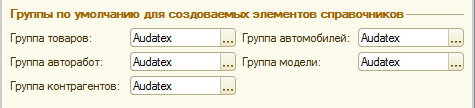 Группы по умолчанию для создоваемых элементов справочников
Группа товаров: Audatex ... Группа автомобилей: Audatex ...
Группа авторабот: Audatex ... Группа модели: Audatex ...
Группа контрагентов: Audatex ...